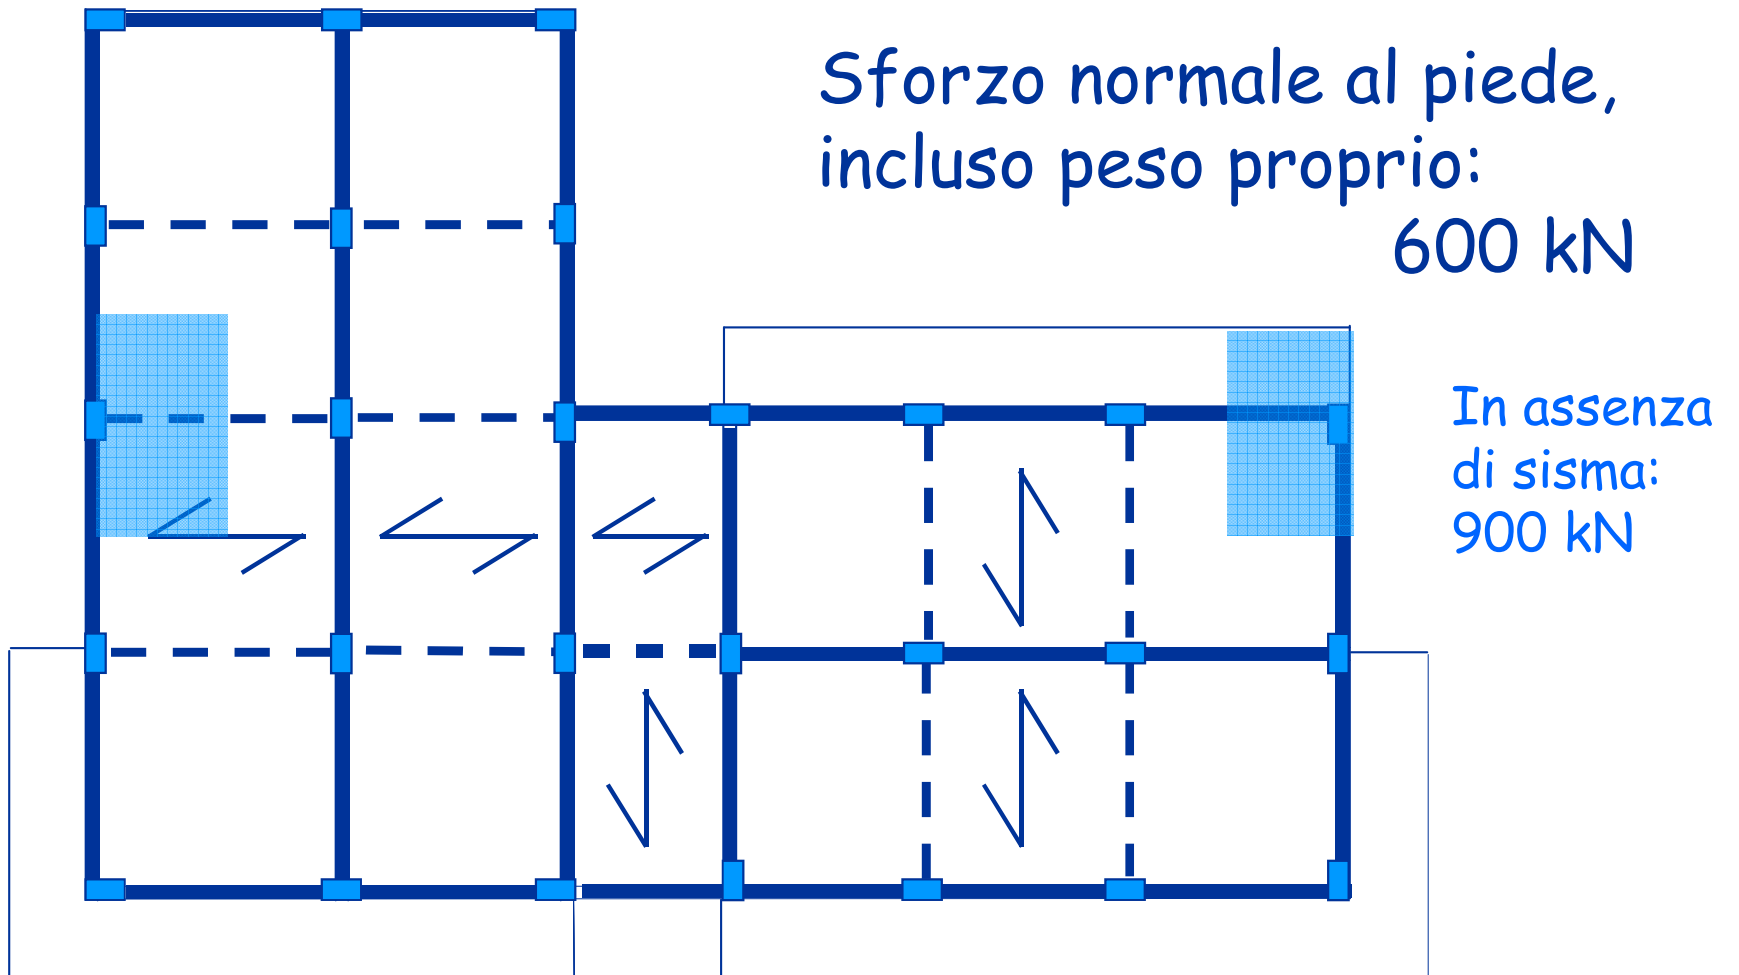 Sforzo normale al piede,
incluso peso proprio:
600 kN
In assenza
di sisma:
900 kN